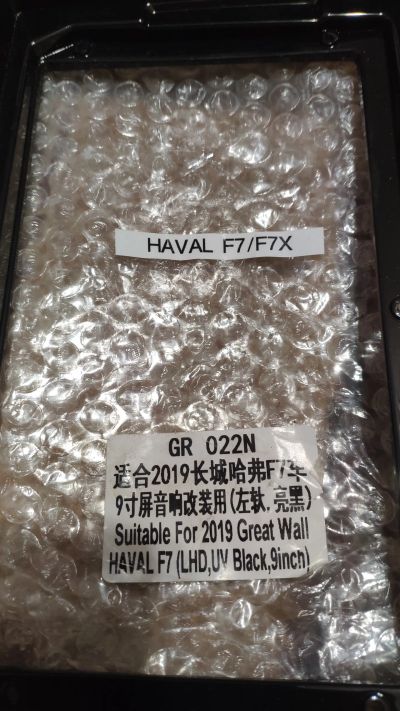 HAVAL F7/F7X
GR 022N
适合2019长城哈弗F7车
9寸屏音响改装用(左钛,亮黑)
Suitable For 2019 Great Wall
HAVAL F7 (LHD,UV Black,9inch)